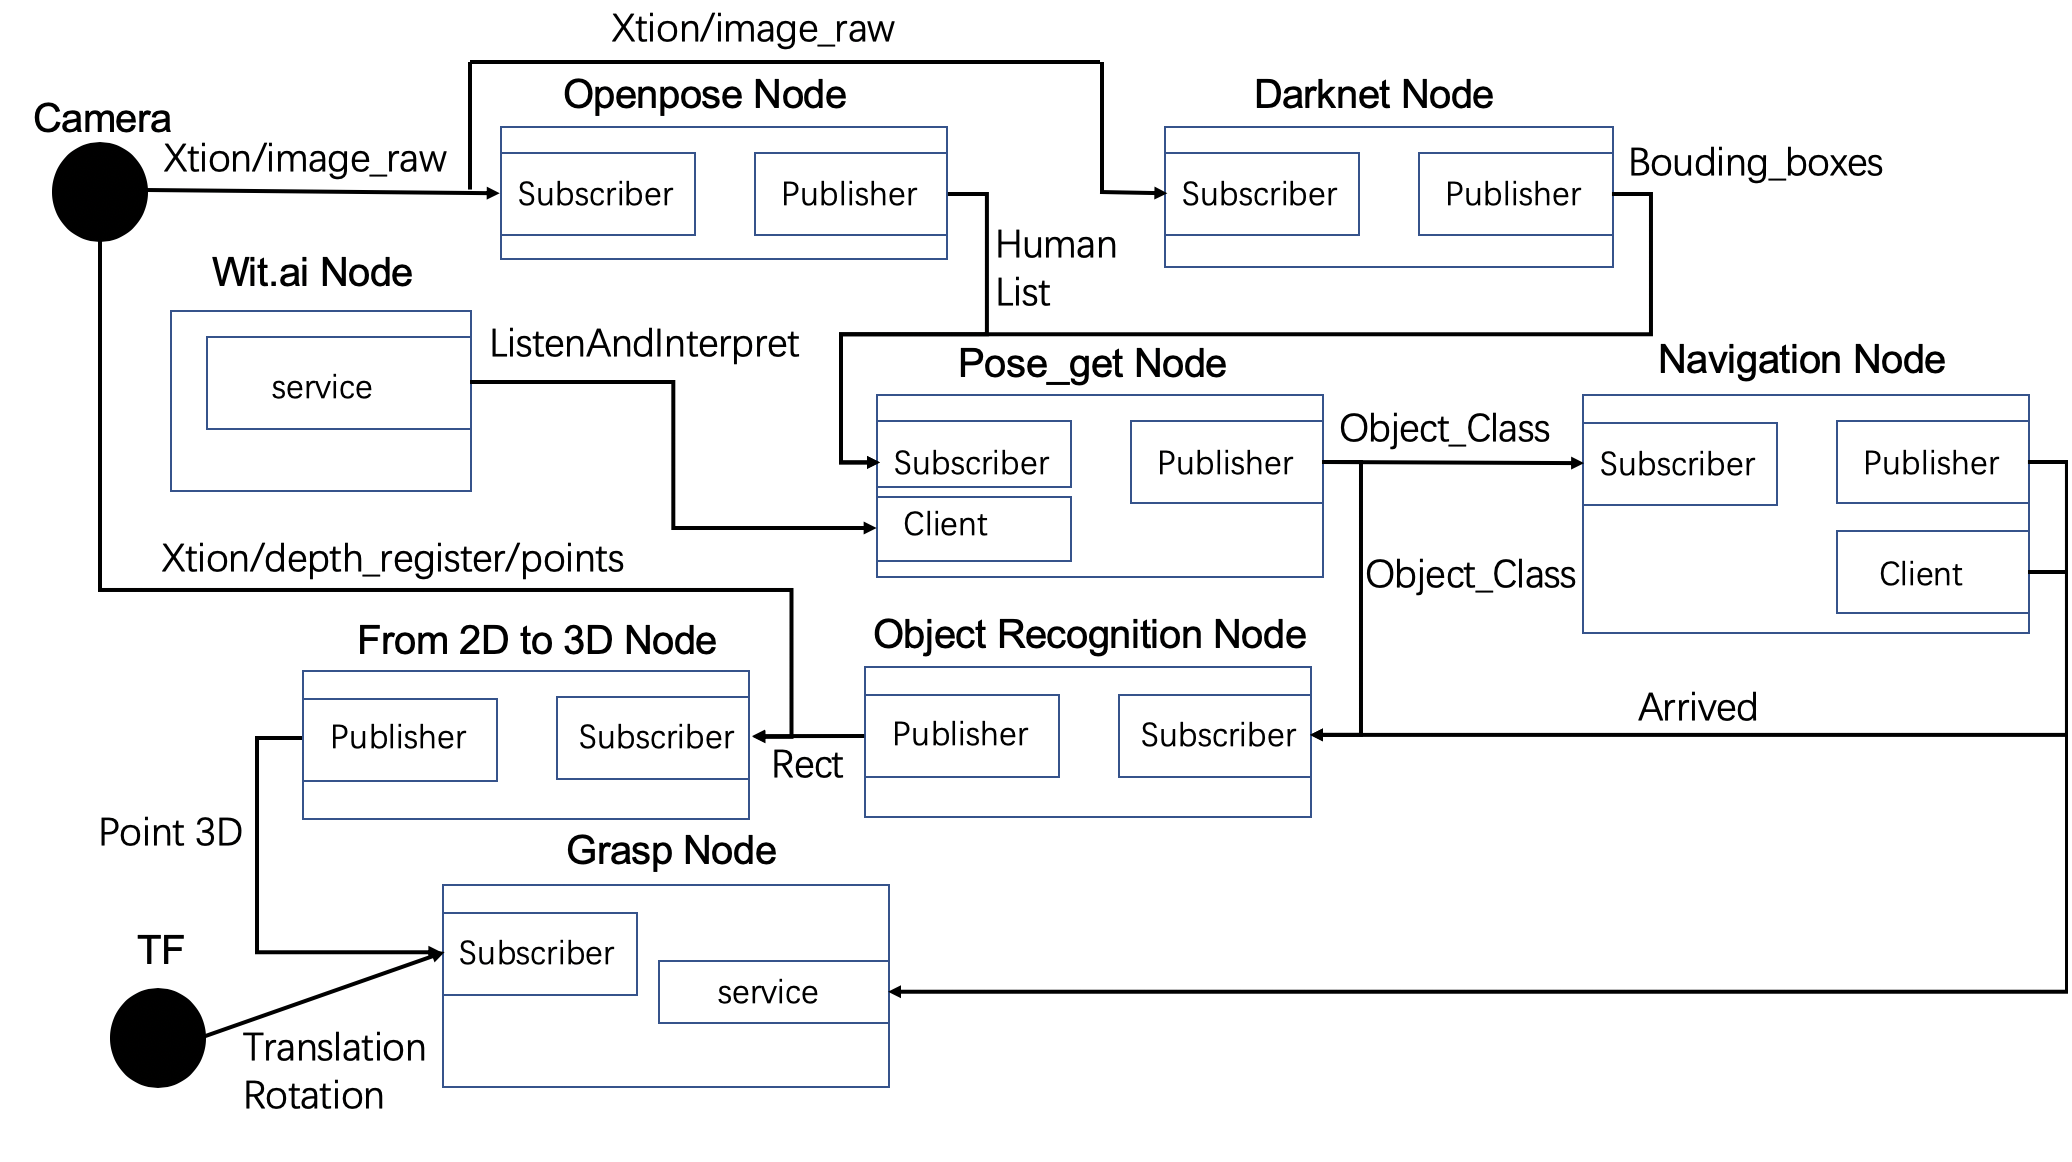 Xtion/image_raw
Openpose Node
Darknet Node
Camera
Xtion/image_raw
Subscriber
Publisher
Subscriber
Publisher
Bouding_boxes
Human
List
Wit.ai Node
service
ListenAndInterpret
Pose_get Node
Navigation Node
Subscriber
Publisher
Object_Class
Subscriber
Publisher
Client
Client
Object_Class
Xtion/depth_register/points
From 2D to 3D Node
Object Recognition Node
Publisher
Subscriber
Rect
Publisher
Subscriber
Arrived
Point 3D
Grasp Node
TF
Subscriber
service
Translation
Rotation